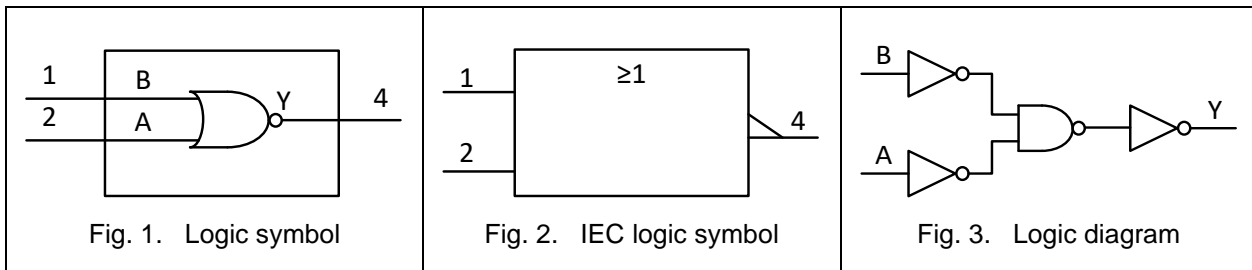 1
B
2
A
Y
4
Fig. 1. Logic symbol
≥1
1
2
4
Fig. 2. IEC logic symbol
B
A
Y
Fig. 3. Logic diagram